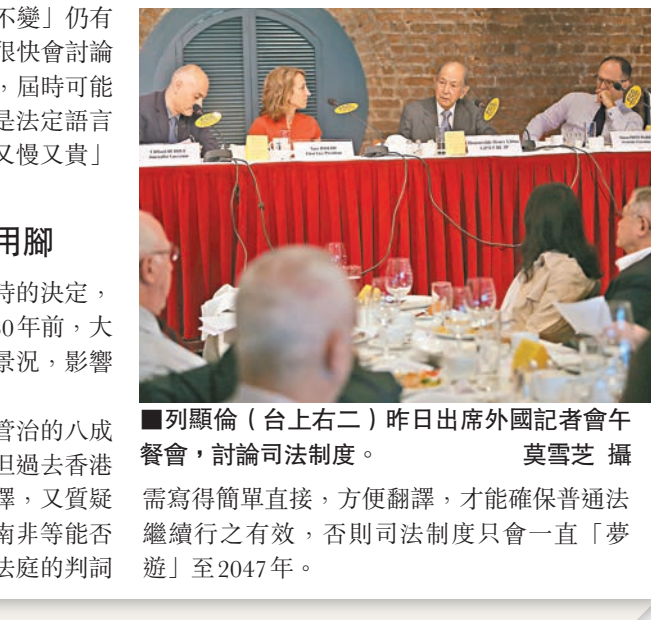 不變」仍有
很快會討論
，屆時可能
是法定語言
又慢又貴」
用腳
時的決定，
0年前，大
景況，影響
管治的八成
但過去香港
譯，又質疑
南非等能否
法庭的判詞
■列顯倫（台上右二）昨日出席外國記者會午
餐會，討論司法制度。 莫雪芝 攝
需寫得簡單直接，方便翻譯，才能確保普通法
繼續行之有效，否則司法制度只會一直「夢
遊」至2047年。